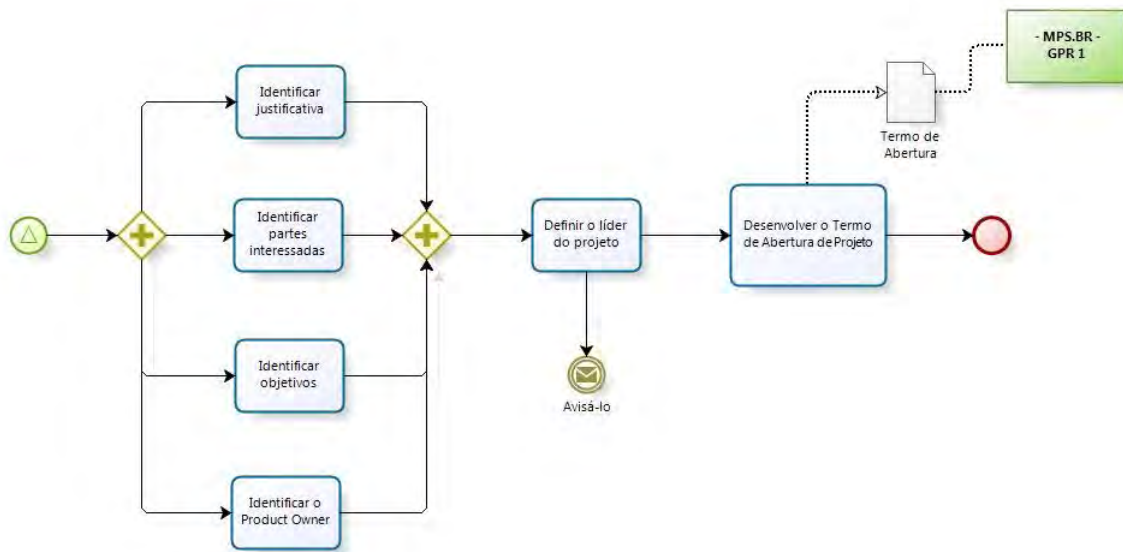 Identificar
justificativa
Identificar
partes
interessadas
Identificar
objetivos
Identificar o
Product Owner
Definir o líder
do projeto
Avisá-lo
Desenvolver o Termo
de Abertura de Projeto
Termo de
Abertura
- MPS.BR -
GPR 1